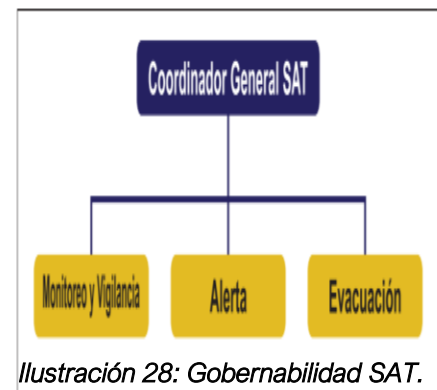 Coordinador General SAT
Monitoreo y Vigilancia
Alerta
Evacuación
Ilustración 28: Gobernabilidad SAT.